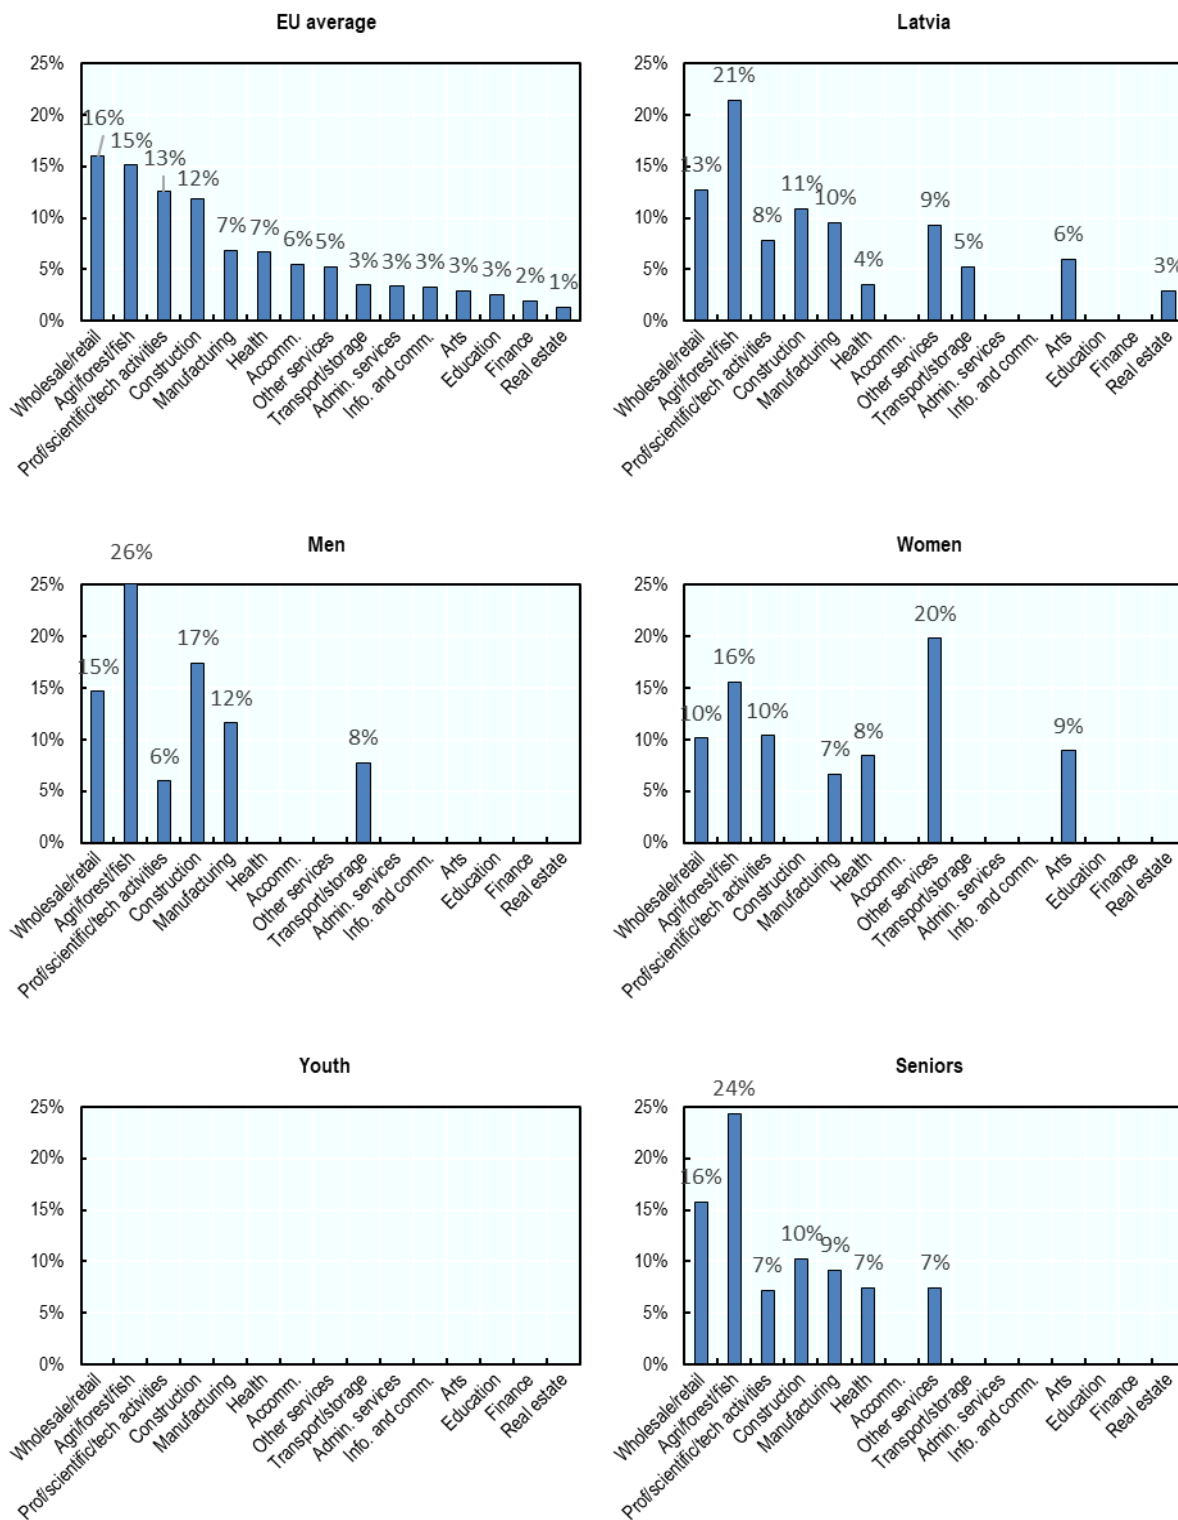 EU average
25%
20%
15%
10%
5%
0%
16%
15%
13%
12%
7%
7%
6%
5%
3%
3%
3%
3%
3%
2%
1%
Wholesale/retail
Agri/forest/fish
Prof/scientific/tech activities
Construction
Manufacturing
Health
Accomm.
Other services
Transport/storage
Admin. services
Info. and comm.
Arts
Education
Finance
Real estate
Latvia
25%
20%
15%
10%
5%
0%
13%
21%
8%
11%
10%
4%
9%
5%
6%
3%
Wholesale/retail
Agri/forest/fish
Prof/scientific/tech activities
Construction
Manufacturing
Health
Accomm.
Other services
Transport/storage
Admin. services
Info. and comm.
Arts
Education
Finance
Real estate
Men
25%
20%
15%
10%
5%
0%
15%
26%
6%
17%
12%
8%
Wholesale/retail
Agri/forest/fish
Prof/scientific/tech activities
Construction
Manufacturing
Health
Accomm.
Other services
Transport/storage
Admin. services
Info. and comm.
Arts
Education
Finance
Real estate
Women
25%
20%
15%
10%
5%
0%
10%
16%
10%
7%
8%
20%
9%
Wholesale/retail
Agri/forest/fish
Prof/scientific/tech activities
Construction
Manufacturing
Health
Accomm.
Other services
Transport/storage
Admin. services
Info. and comm.
Arts
Education
Finance
Real estate
Youth
25%
20%
15%
10%
5%
0%
Wholesale/retail
Agri/forest/fish
Prof/scientific/tech activities
Construction
Manufacturing
Health
Accomm.
Other services
Transport/storage
Admin. services
Info. and comm.
Arts
Education
Finance
Real estate
Seniors
25%
20%
15%
10%
5%
0%
16%
24%
7%
10%
9%
7%
7%
Wholesale/retail
Agri/forest/fish
Prof/scientific/tech activities
Construction
Manufacturing
Health
Accomm.
Other services
Transport/storage
Admin. services
Info. and comm.
Arts
Education
Finance
Real estate